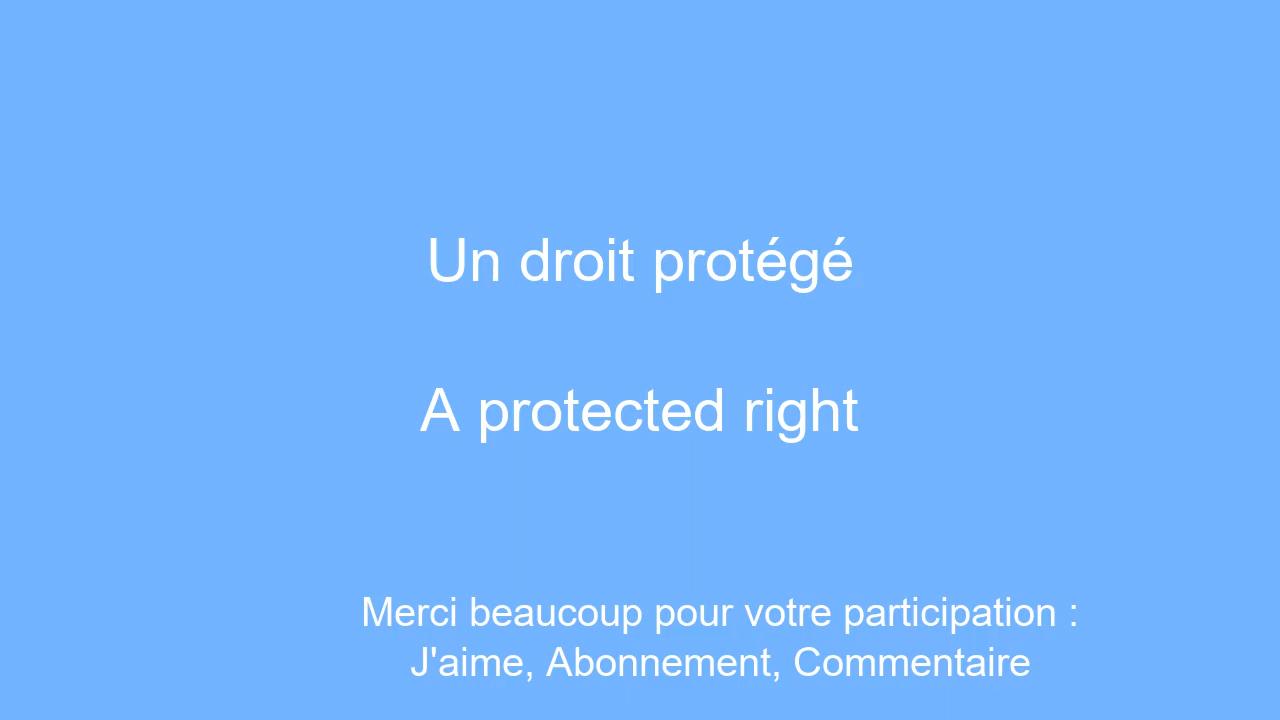 Un droit protégé
A protected right
Merci beaucoup pour votre participation :
J'aime, Abonnement, Commentaire